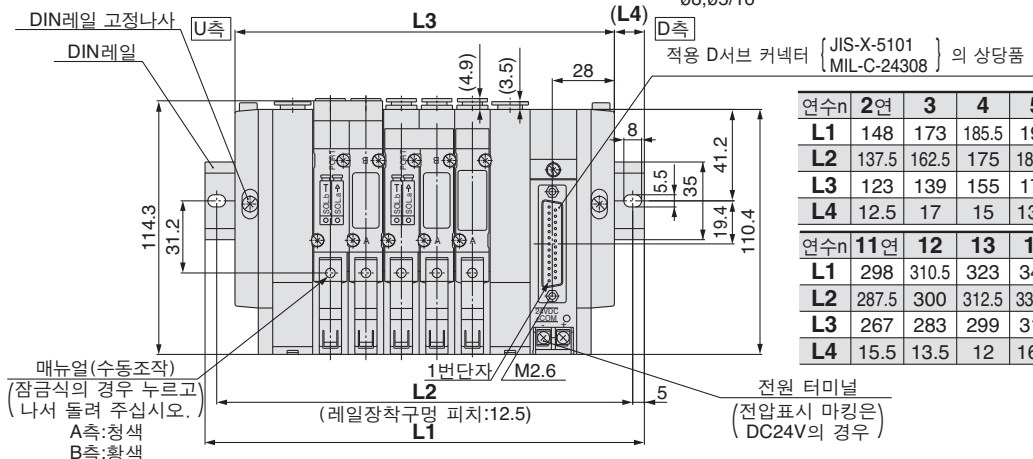 DIN레일 고정나사
DIN레일
U측
L3
(L4)
D측
적용 D서브 커넥터 { JIS-X-5101
MIL-C-24308 } 의 상당품
(4.9)
(3.5)
28
8
5.5
35
41.2
19.4
110.4
114.3
31.2
SOL.b
SOL.a
PORT
B
A
SOL.b
SOL.a
PORT
B
A
24VDC
COM
- +
연수n 2연 3 4
L1 148 173 185.5
L2 137.5 162.5 175
L3 123 139 155
L4 12.5 17 15
연수n 11연 12 13
L1 298 310.5 323
L2 287.5 300 312.5
L3 267 283 299
L4 15.5 13.5 12
매뉴얼(수동조작)
(잠금식의 경우 누르고
나서 돌려 주십시오.)
A측:청색
B측:황색
1번단자
M2.6
L2
5
(레일장착구멍 피치:12.5)
L1
전원 터미널
(전압표시 마킹은
DC24V의 경우)